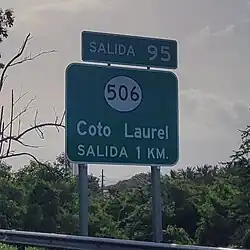 SALIDA 95
506
Coto Laurel
SALIDA 1 KM.